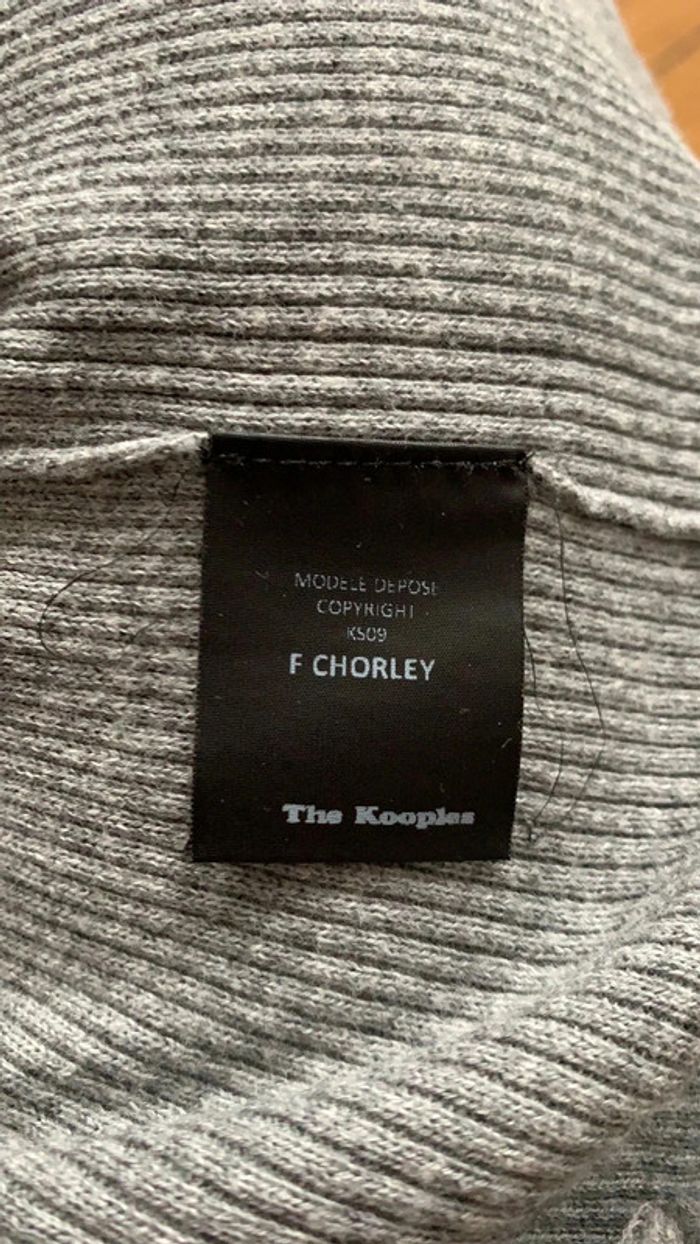 MODELE DEPOSE
COPYRIGHT
KS09
F CHORLEY
The Kooples